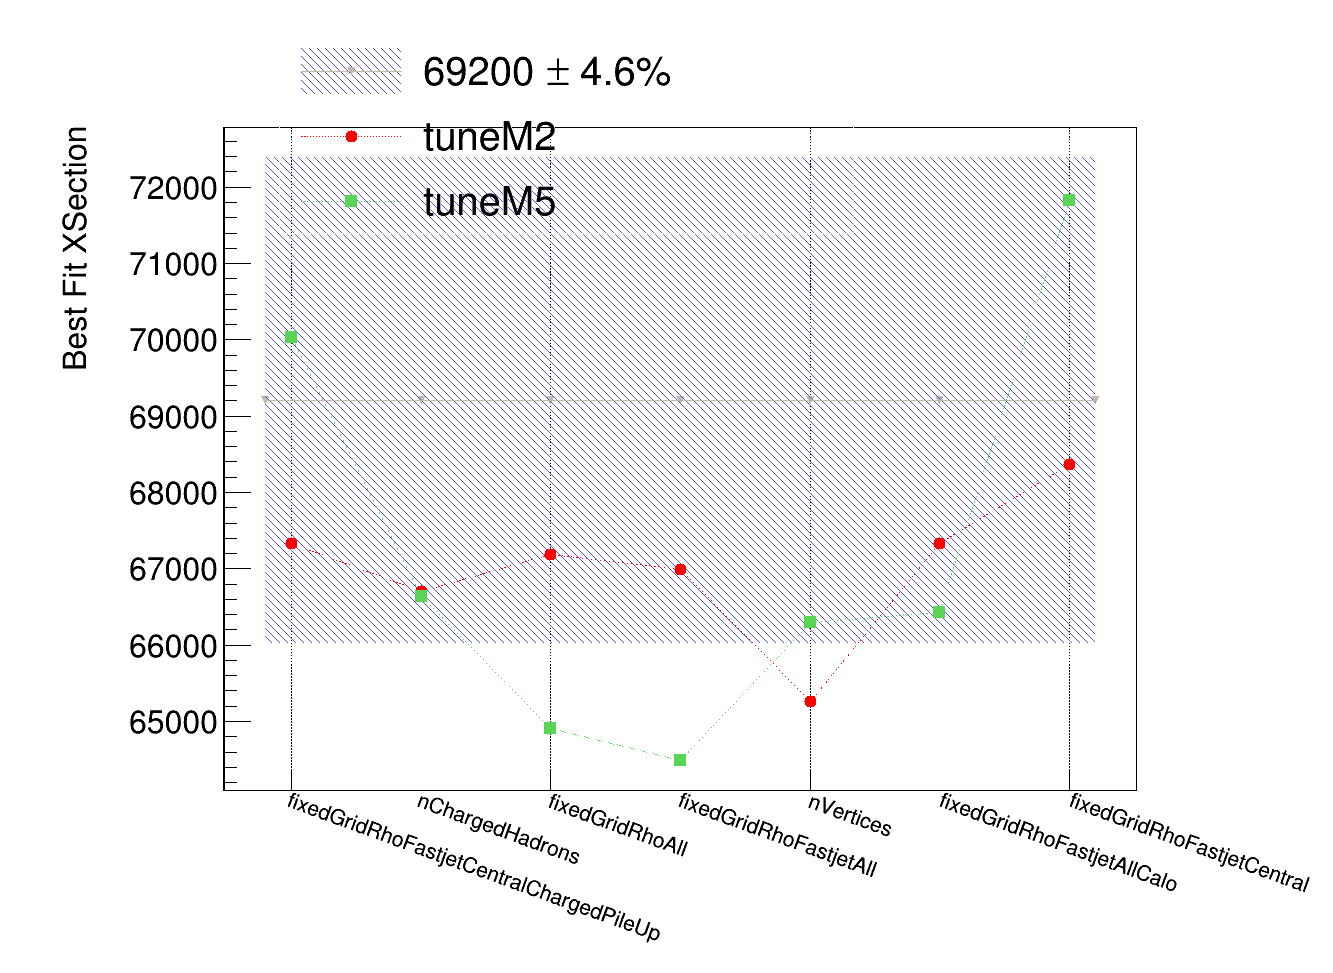 69200 ± 4.6%
tuneM2
tuneM5
Best Fit XSection
72000
71000
70000
69000
68000
67000
66000
65000
fixedGridRhoFastjetCentralChargedPileUp
nChargedHadrons
fixedGridRhoAll
fixedGridRhoFastjetAll
nVertices
fixedGridRhoFastjetAllCalo
fixedGridRhoFastjetCentral